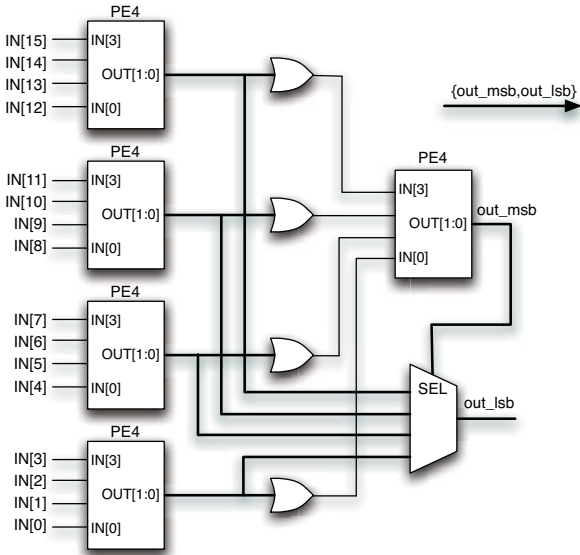 PE4
IN[15]
IN[14]
IN[13]
IN[12]
IN[3]
OUT[1:0]
IN[0]
{out_msb,out_lsb}
PE4
IN[11]
IN[10]
IN[9]
IN[8]
IN[3]
OUT[1:0]
IN[0]
PE4
IN[3]
OUT[1:0]
IN[0]
out_msb
PE4
IN[7]
IN[6]
IN[5]
IN[4]
IN[3]
OUT[1:0]
IN[0]
SEL
out_lsb
PE4
IN[3]
IN[2]
IN[1]
IN[0]
IN[3]
OUT[1:0]
IN[0]